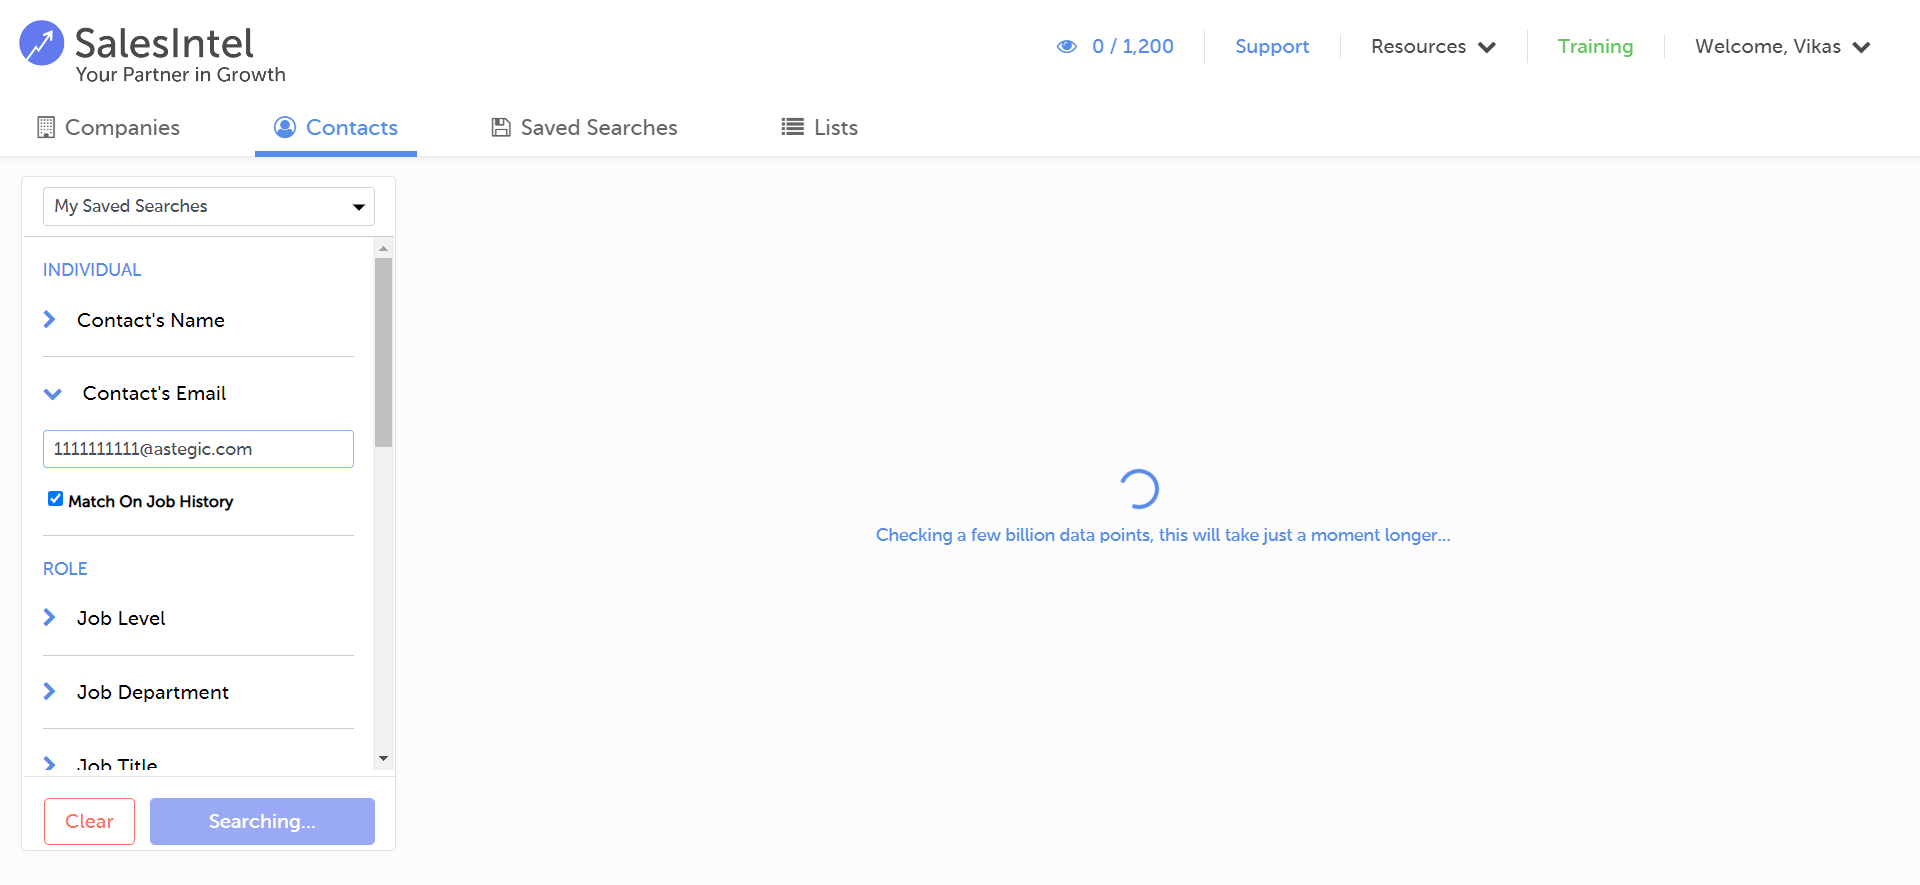 SalesIntel
Your Partner in Growth
0 / 1,200
Support
Resources
Training
Welcome, Vikas
Companies
Contacts
Saved Searches
Lists
My Saved Searches
INDIVIDUAL
Contact's Name
Contact's Email
1111111111@astegic.com
Match On Job History
ROLE
Job Level
Job Department
Job Title
Clear
Searching...
Checking a few billion data points, this will take just a moment longer...